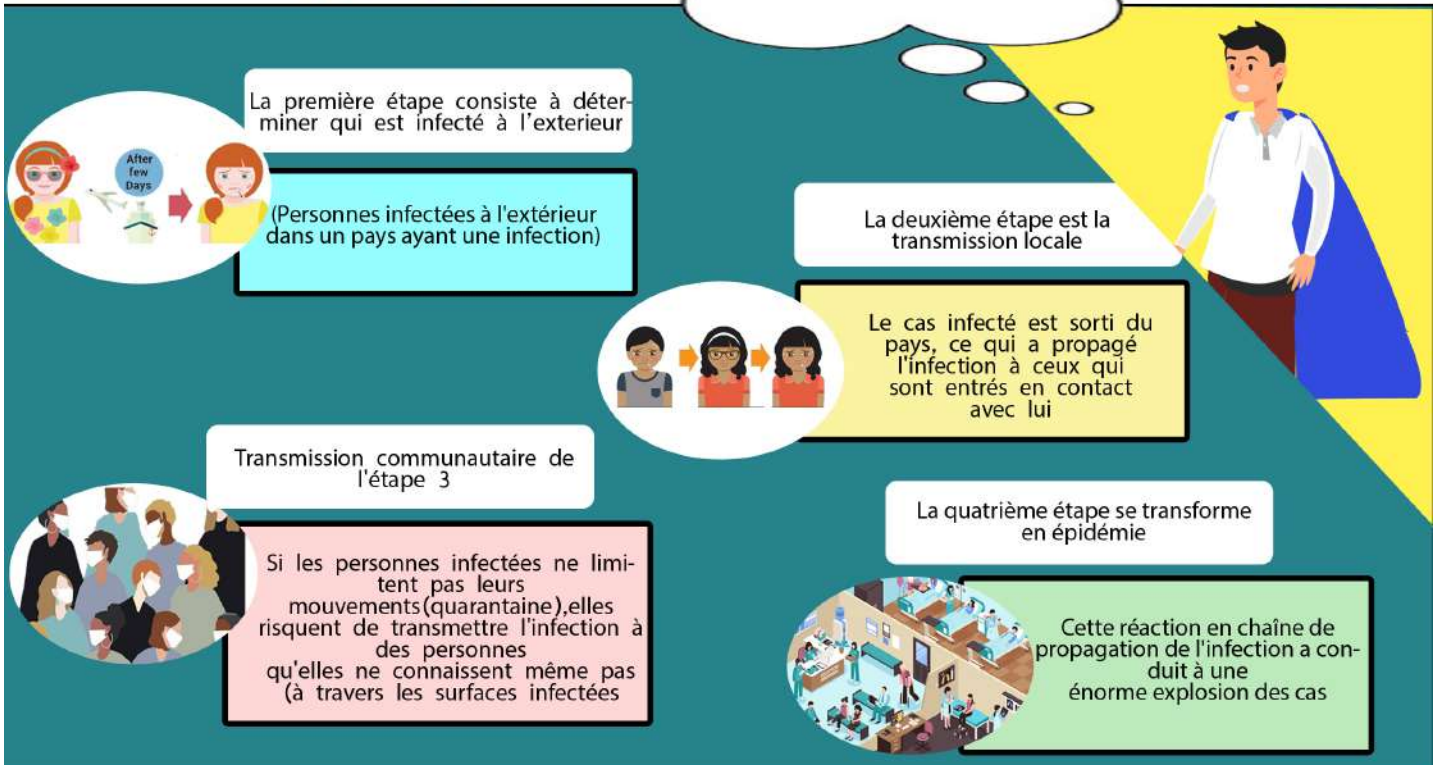 La première étape consiste à déter-
miner qui est infecté à l'exterieur
After
few
Days
(Personnes infectées à l'extérieur
dans un pays ayant une infection)
La deuxième étape est la
transmission locale
Le cas infecté est sorti du
pays, ce qui a propagé
l'infection à ceux qui
sont entrés en contact
avec lui
Transmission communautaire de
l'étape 3
Si les personnes infectées ne limi-
tent pas leurs
mouvements(quarantaine),elles
risquent de transmettre l'infection à
des personnes
qu'elles ne connaissent même pas
(à travers les surfaces infectées
La quatrième étape se transforme
en épidémie
Cette réaction en chaîne de
propagation de l'infection a con-
duit à une
énorme explosion des cas